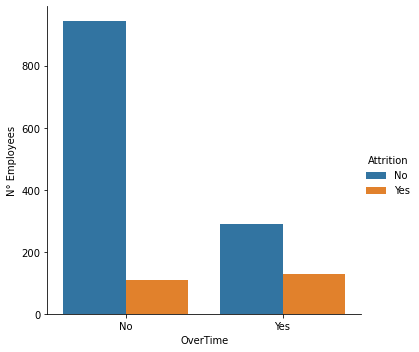 800
600
400
200
0
N° Employees
No
Yes
OverTime
Attrition
No
Yes